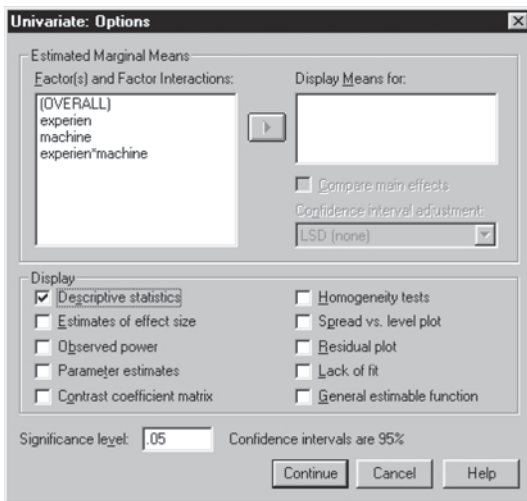 Univariate: Options
Estimated Marginal Means
Factor(s) and Factor Interactions:
(OVERALL)
experien
machine
experien*machine
Display Means for:
Compare main effects
Confidence interval adjustment:
LSD (none)
Display
Descriptive statistics
Estimates of effect size
Observed power
Parameter estimates
Contrast coefficient matrix
Homogeneity tests
Spread vs. level plot
Residual plot
Lack of fit
General estimable function
Significance level: .05 Confidence intervals are 95%
Continue Cancel Help